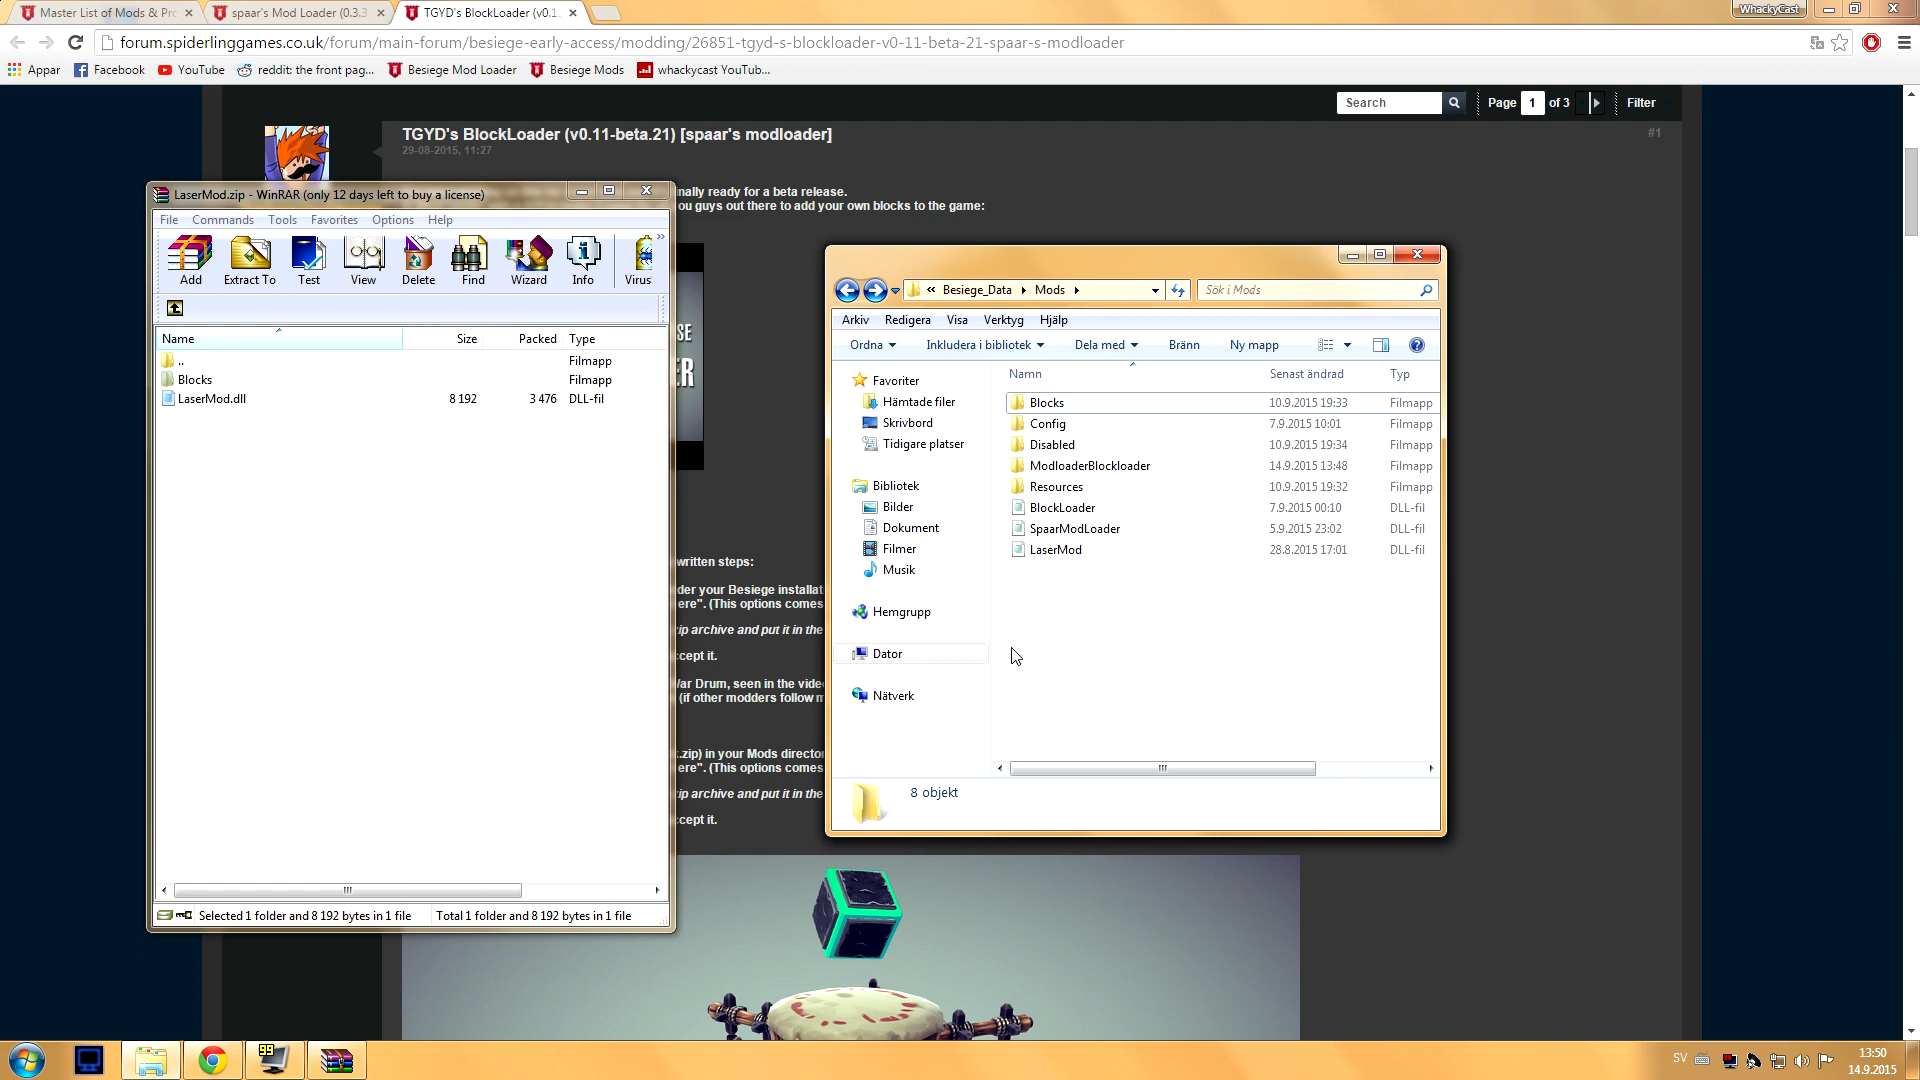 Master List of Mods & Pro
spaar's Mod Loader (0.3.3
TGYD's BlockLoader (v0.1
WhackyCast
forum.spiderlinggames.co.uk/forum/main-forum/besiege-early-access/modding/26851-tgyd-s-blockloader-v0-11-beta-21-spaar-s-modloader
Appar
Facebook
YouTube
reddit: the front pag...
Besiege Mod Loader
Besiege Mods
whackycast YouTub...
Search
Page 1 of 3
Filter
TGYD's BlockLoader (v0.11-beta.21) [spaar's modloader]
#1
29-08-2015, 11:27
nally ready for a beta release.
ou guys out there to add your own blocks to the game:
SE
ER
written steps:
der your Besiege installat
ere". (This options comes
ip archive and put it in the
ccept it.
Var Drum, seen in the vide
(if other modders follow m
.zip) in your Mods director
ere". (This options comes
ip archive and put it in the
ccept it.
LaserMod.zip - WinRAR (only 12 days left to buy a license)
File Commands Tools Favorites Options Help
Add
Extract To
Test
View
Delete
Find
Wizard
Info
Virus
Name Size Packed Type
.. Filmapp
Blocks Filmapp
LaserMod.dll 8 192 3 476 DLL-fil
Selected 1 folder and 8 192 bytes in 1 file
Total 1 folder and 8 192 bytes in 1 file
« Besiege_Data Mods
Sök i Mods
Arkiv Redigera Visa Verktyg Hjälp
Ordna
Inkludera i bibliotek
Dela med
Bränn
Ny mapp
Favoriter
Hämtade filer
Skrivbord
Tidigare platser
Bibliotek
Bilder
Dokument
Filmer
Musik
Hemgrupp
Dator
Nätverk
Namn Senast ändrad Typ
Blocks 10.9.2015 19:33 Filmapp
Config 7.9.2015 10:01 Filmapp
Disabled 10.9.2015 19:34 Filmapp
ModloaderBlockloader 14.9.2015 13:48 Filmapp
Resources 10.9.2015 19:32 Filmapp
BlockLoader 7.9.2015 00:10 DLL-fil
SpaarModLoader 5.9.2015 23:02 DLL-fil
LaserMod 28.8.2015 17:01 DLL-fil
8 objekt
99
SV
13:50
14.9.2015